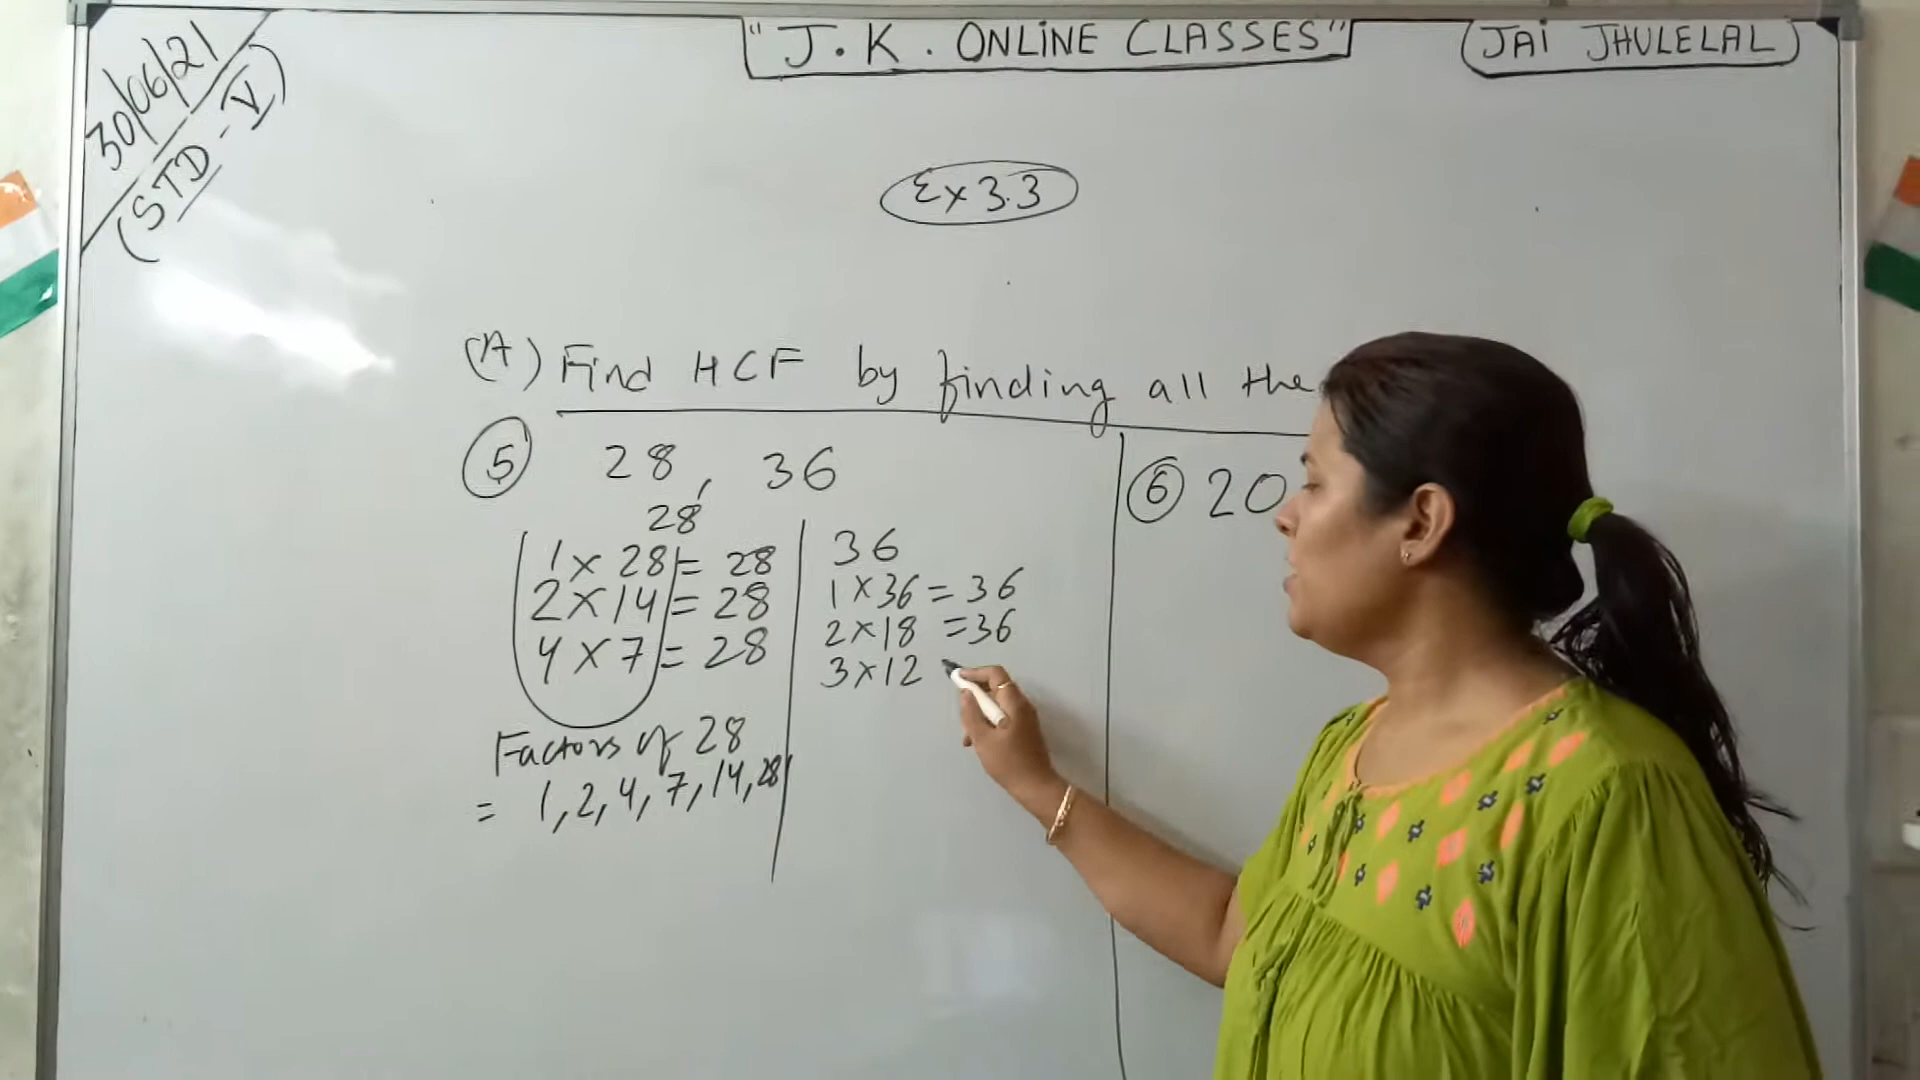 30/06/21
(STD - V)
"J.K. ONLINE CLASSES"
JAI JHULELAL
Ex 3.3
(A) Find HCF by finding all the
5 28, 36
28
1 x 28 = 28
2 x 14 = 28
4 x 7 = 28
Factors of 28
= 1, 2, 4, 7, 14, 28
36
1 x 36 = 36
2 x 18 = 36
3 x 12
6 20